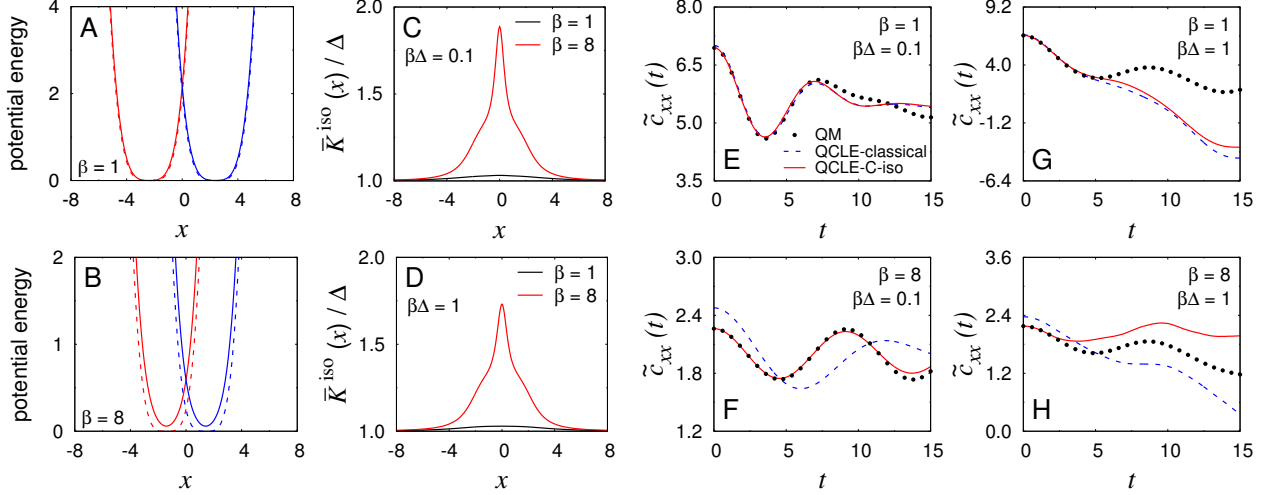 A
potential energy
4
2
0
β = 1
-8 -4 0 4 8
x
C
K̄ iso (x) / Δ
2.0
1.5
1.0
β = 1
β = 8
βΔ = 0.1
-8 -4 0 4 8
x
E
c̃xx (t)
8.0
6.5
5.0
3.5
β = 1
βΔ = 0.1
QM
QCLE-classical
QCLE-C-iso
0 5 10 15
t
G
c̃xx (t)
9.2
4.0
-1.2
-6.4
β = 1
βΔ = 1
0 5 10 15
t
B
potential energy
2
1
0
β = 8
-8 -4 0 4 8
x
D
K̄ iso (x) / Δ
2.0
1.5
1.0
β = 1
β = 8
βΔ = 1
-8 -4 0 4 8
x
F
c̃xx (t)
3.0
2.4
1.8
1.2
β = 8
βΔ = 0.1
0 5 10 15
t
H
c̃xx (t)
3.6
2.4
1.2
0.0
β = 8
βΔ = 1
0 5 10 15
t